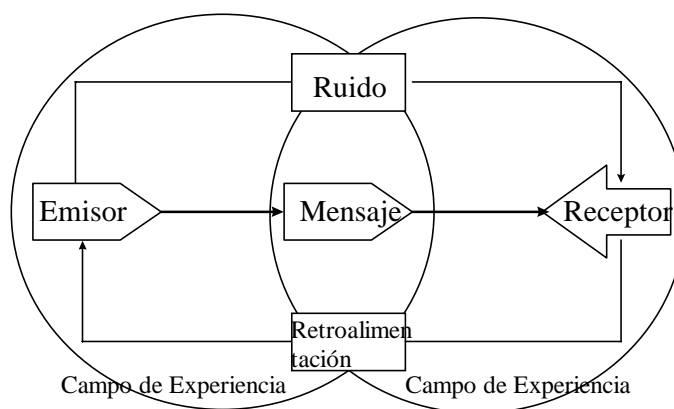 Ruido
Emisor
Mensaje
Receptor
Retroalimen
tación
Campo de Experiencia
Campo de Experiencia